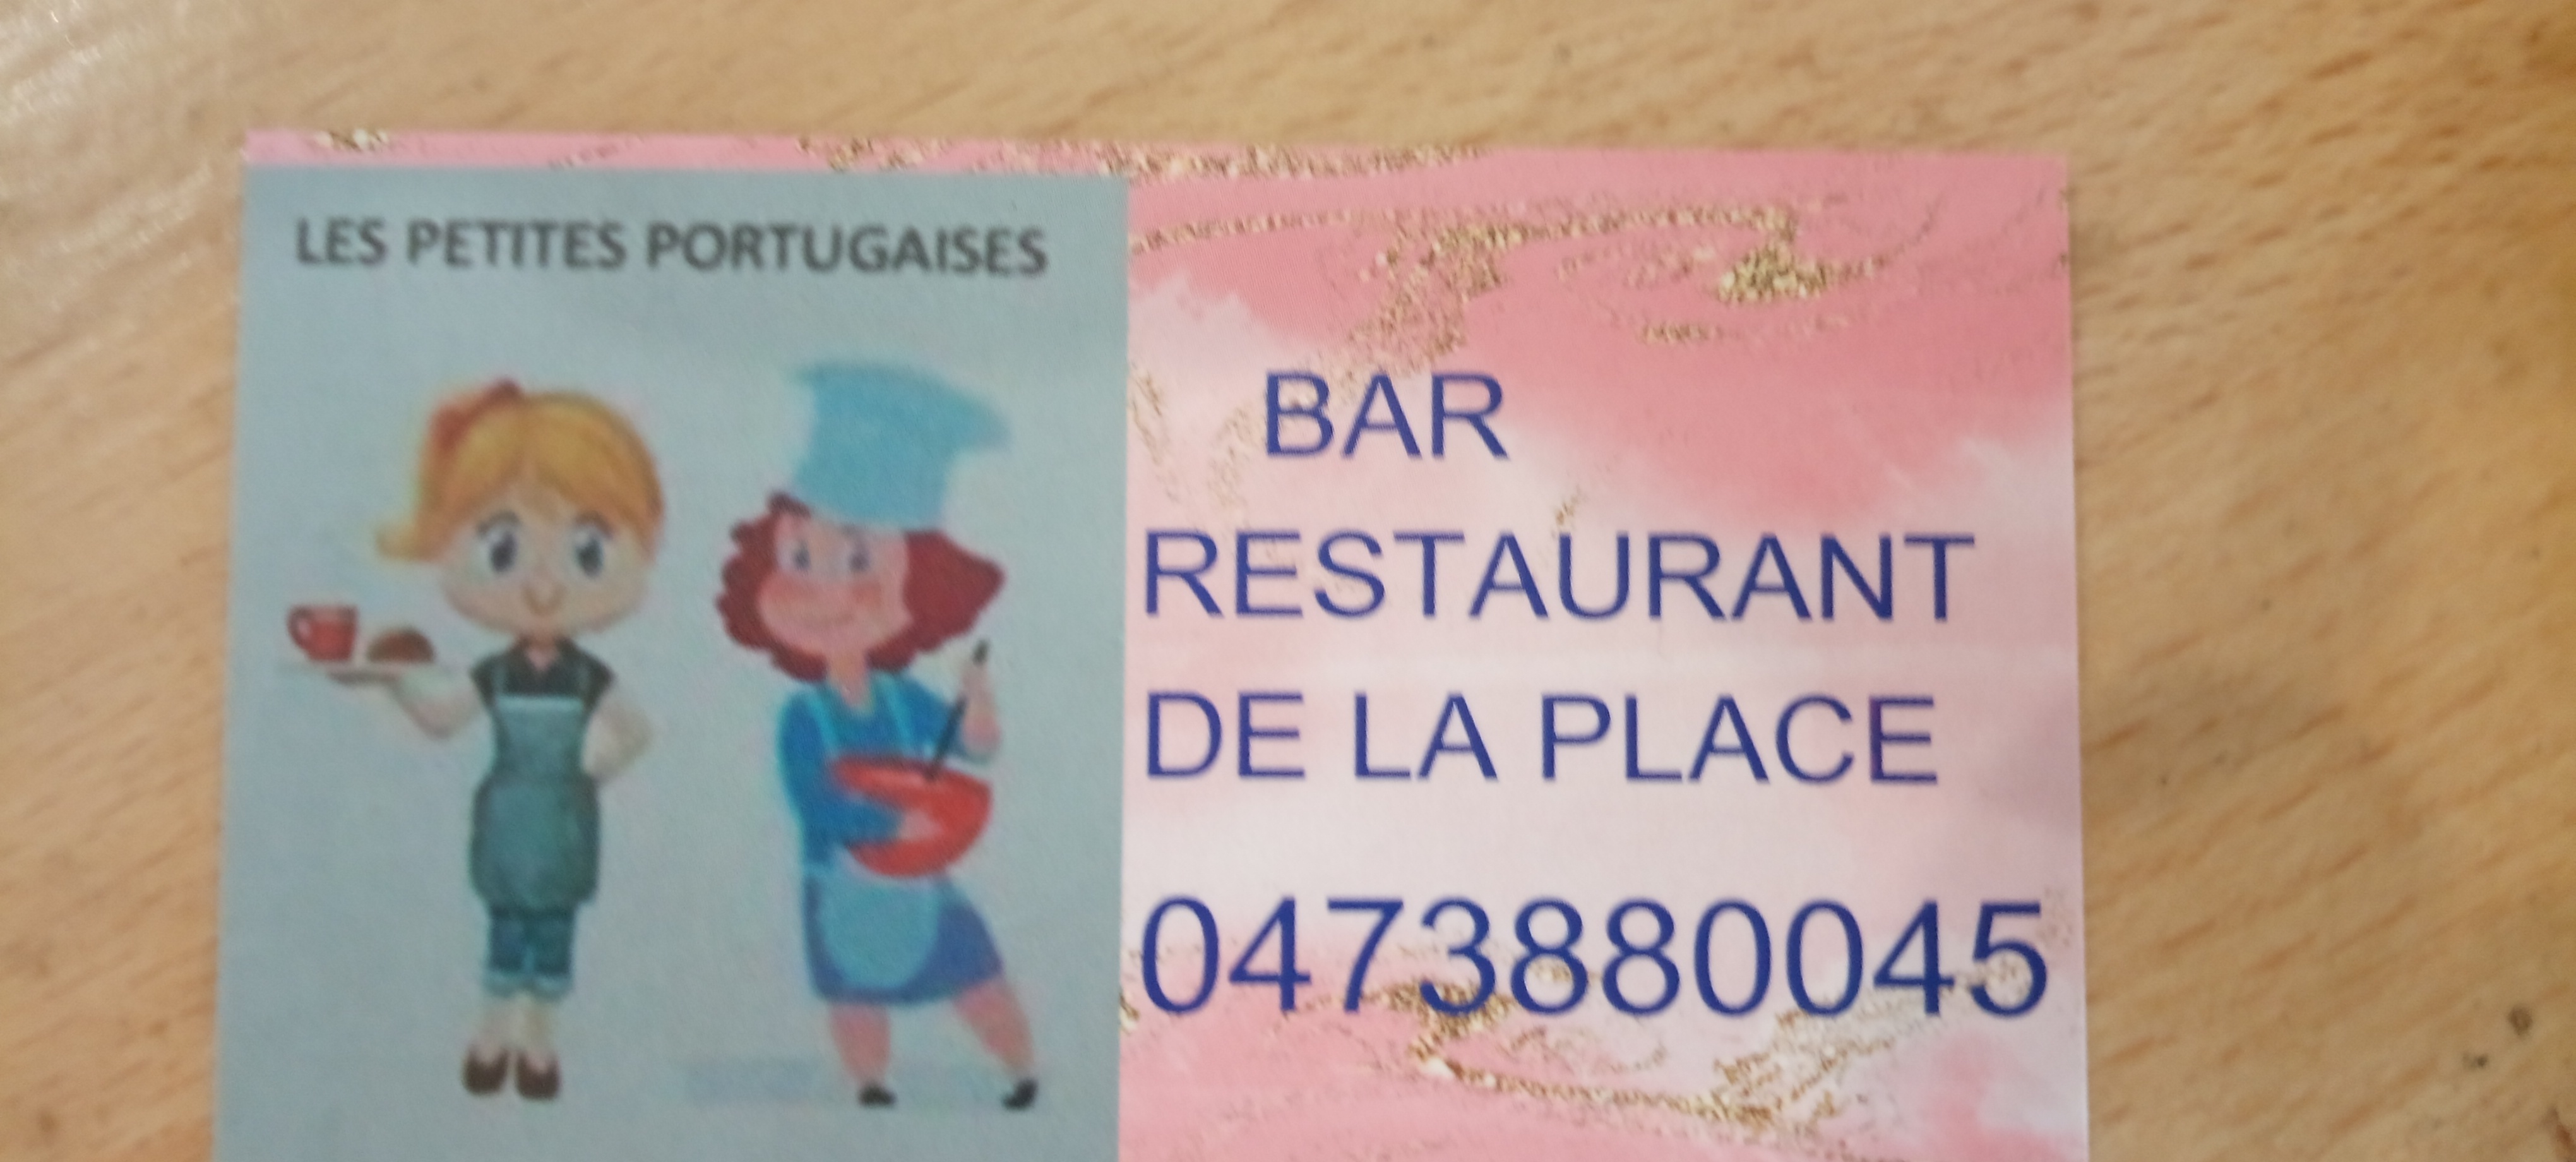 LES PETITES PORTUGAISES
BAR
RESTAURANT
DE LA PLACE
0473880045